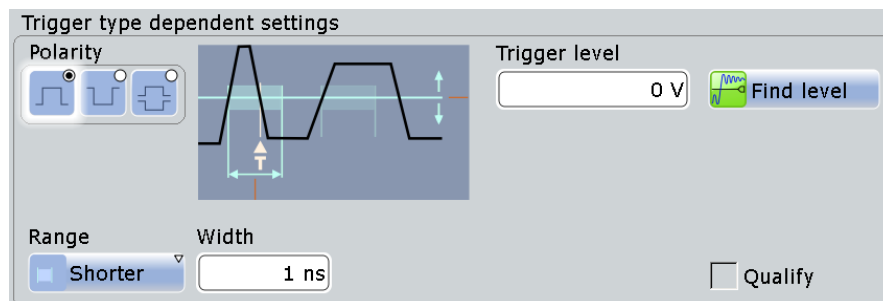 Trigger type dependent settings
Polarity
Trigger level
0 V
Find level
T
Range
Width
Shorter
1 ns
Qualify